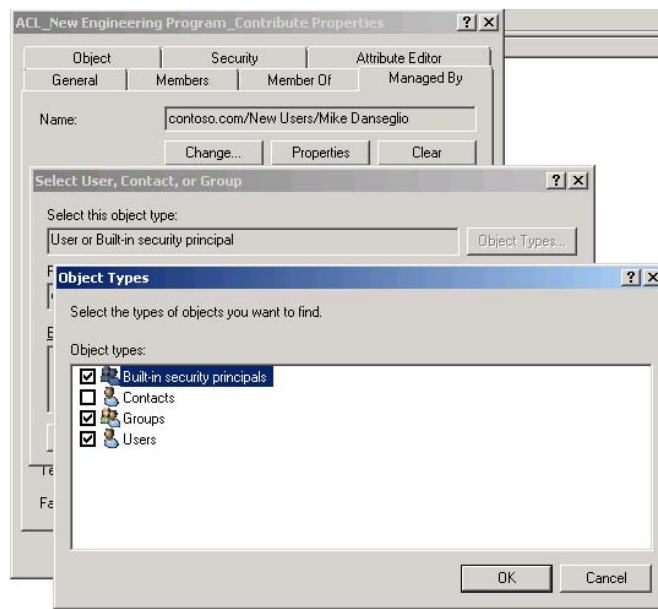 ACL_New Engineering Program_Contribute Properties
Object Security Attribute Editor
General Members Member Of Managed By
Name: contoso.com/New Users/Mike Danseglio
Change... Properties Clear
Select User, Contact, or Group
Select this object type:
User or Built-in security principal Object Types...
F
Object Types
Select the types of objects you want to find.
Object types:
Built-in security principals
Contacts
Groups
Users
OK Cancel